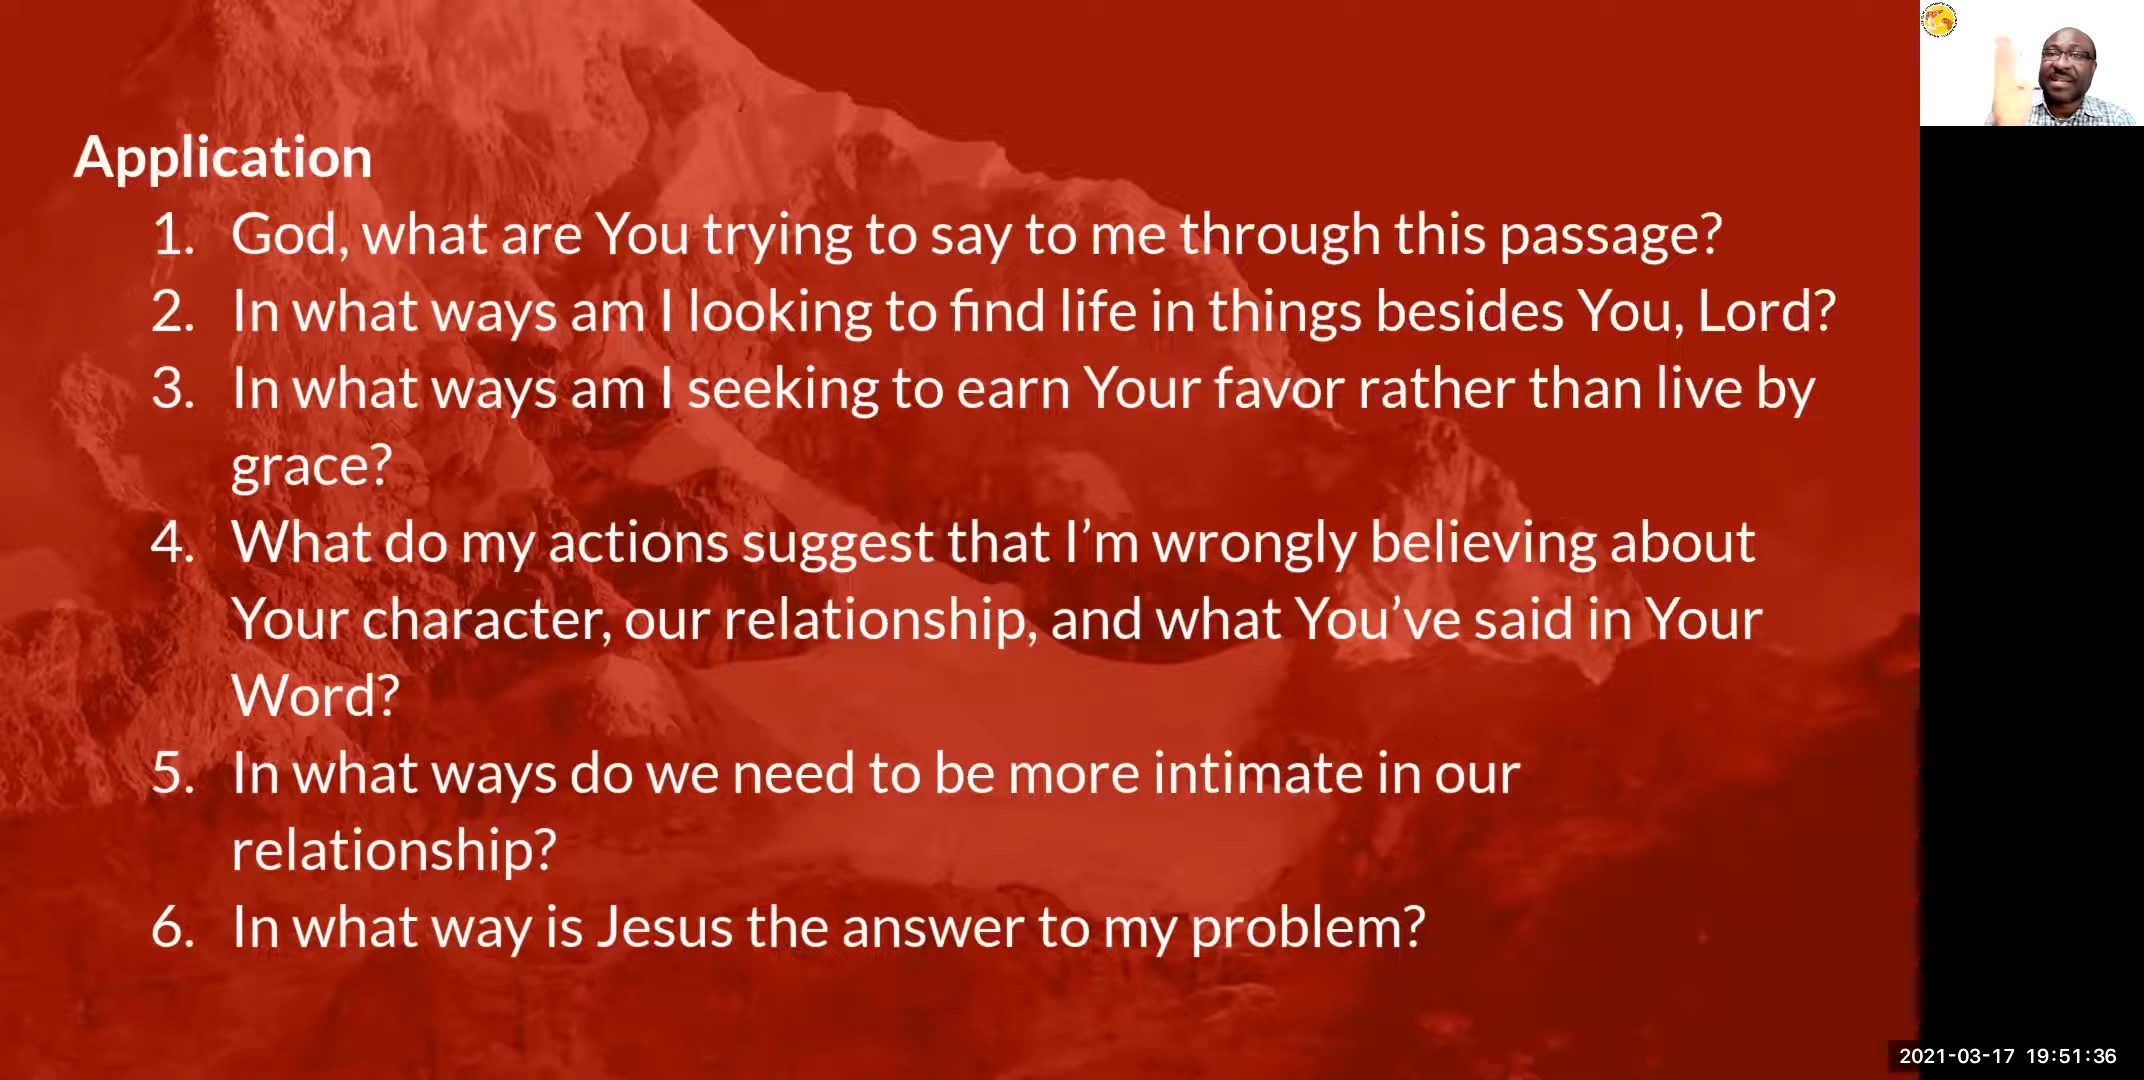 Application
1. God, what are You trying to say to me through this passage?
2. In what ways am I looking to find life in things besides You, Lord?
3. In what ways am I seeking to earn Your favor rather than live by
grace?
4. What do my actions suggest that I’m wrongly believing about
Your character, our relationship, and what You’ve said in Your
Word?
5. In what ways do we need to be more intimate in our
relationship?
6. In what way is Jesus the answer to my problem?
2021-03-17 19:51:36